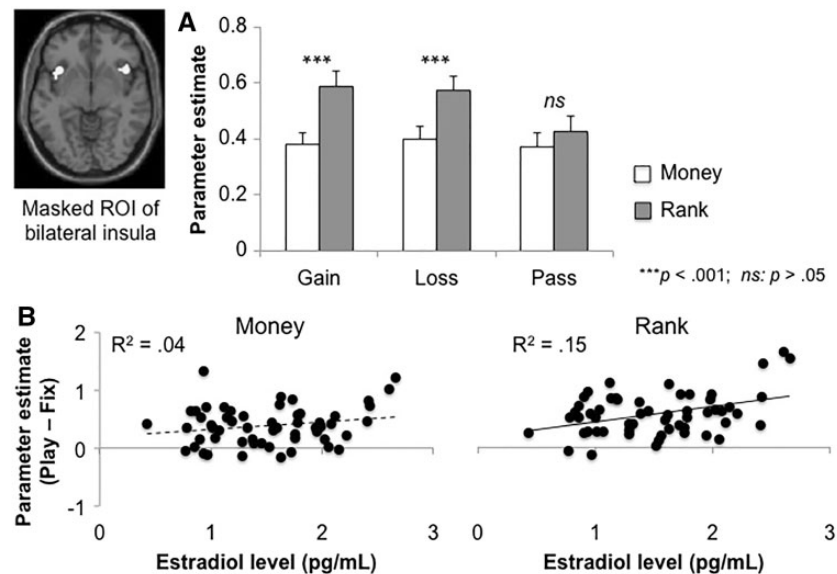 A
Masked ROI of
bilateral insula
Parameter estimate
0.8
0.6
0.4
0.2
0
***
***
ns
Gain
Loss
Pass
Money
Rank
***p < .001; ns: p > .05
B
Parameter estimate
(Play – Fix)
2
1
0
-1
R² = .04
Money
0
1
2
3
Estradiol level (pg/mL)
R² = .15
Rank
0
1
2
3
Estradiol level (pg/mL)